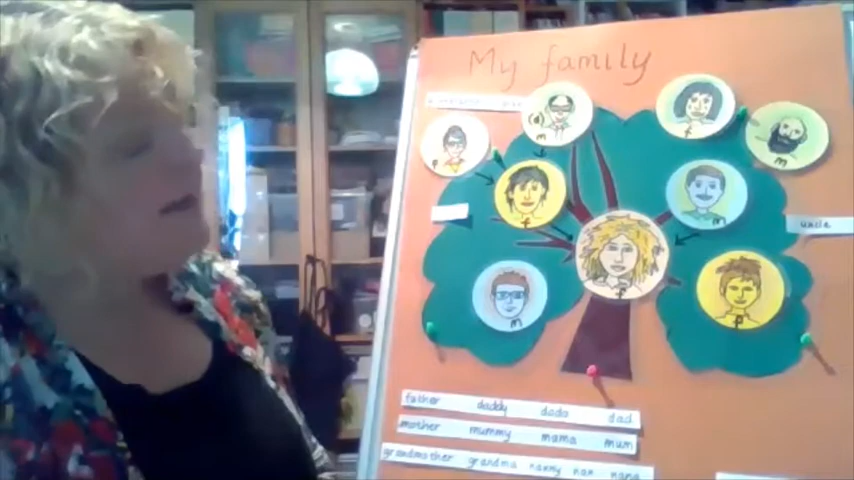 My family
(d)
m
f
f
m
f
m
f
m
f
uncle
father daddy dada dad
mother mummy mama mum
grandmother grandma nanny nan nana